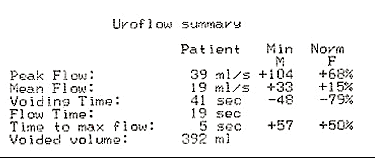 Uroflow summary
Patient Min Norm
M F
Peak Flow: 39 ml/s +104 +68%
Mean Flow: 19 ml/s +33 +15%
Voiding Time: 41 sec -48 -79%
Flow Time: 19 sec
Time to max flow: 5 sec +57 +50%
Voided volume: 392 ml